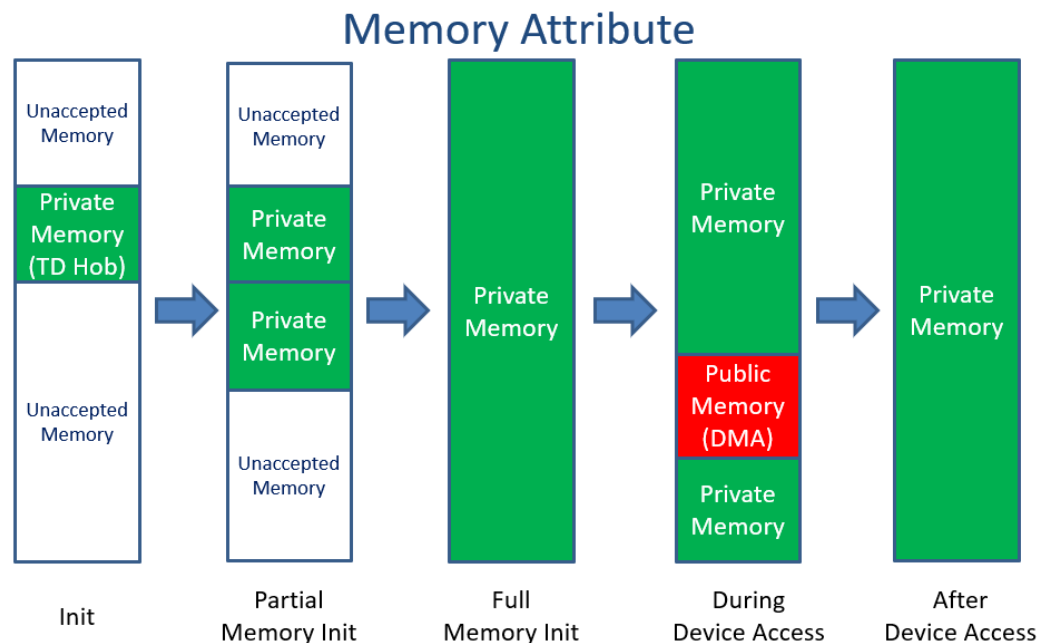 Memory Attribute
Unaccepted
Memory
Private
Memory
(TD Hob)
Unaccepted
Memory
Init
Unaccepted
Memory
Private
Memory
Private
Memory
Unaccepted
Memory
Partial
Memory Init
Private
Memory
Full
Memory Init
Private
Memory
Public
Memory
(DMA)
Private
Memory
During
Device Access
Private
Memory
After
Device Access